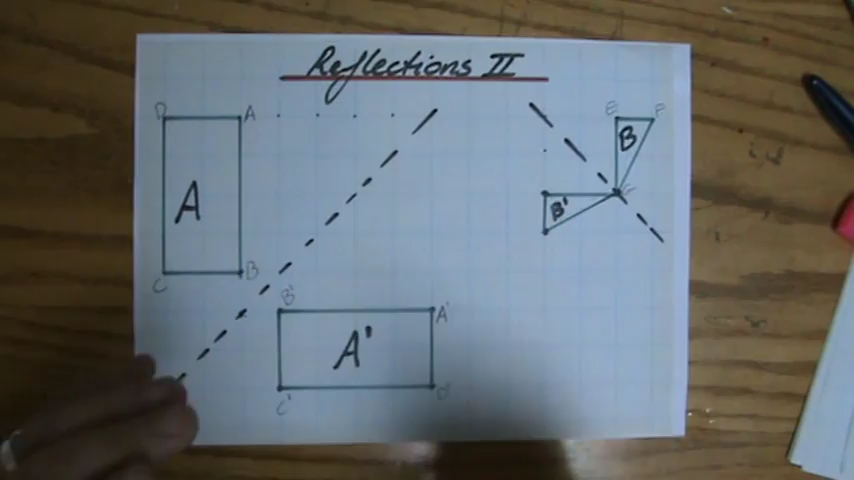 Reflections II
D A E F
A B
B'
C B
B' A'
A'
C'